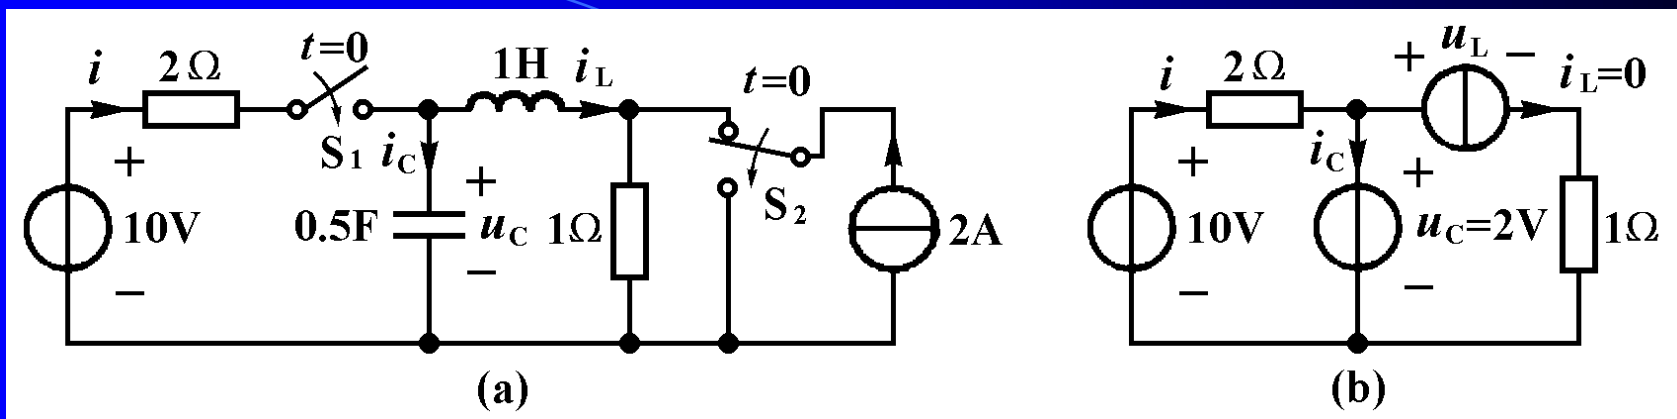 i 2Ω t=0 1H iL t=0
S1 iC
+ + S2
10V 0.5F uC 1Ω 2A
− −
(a)
+ uL −
i 2Ω iL=0
+ iC +
10V uC=2V 1Ω
− −
(b)